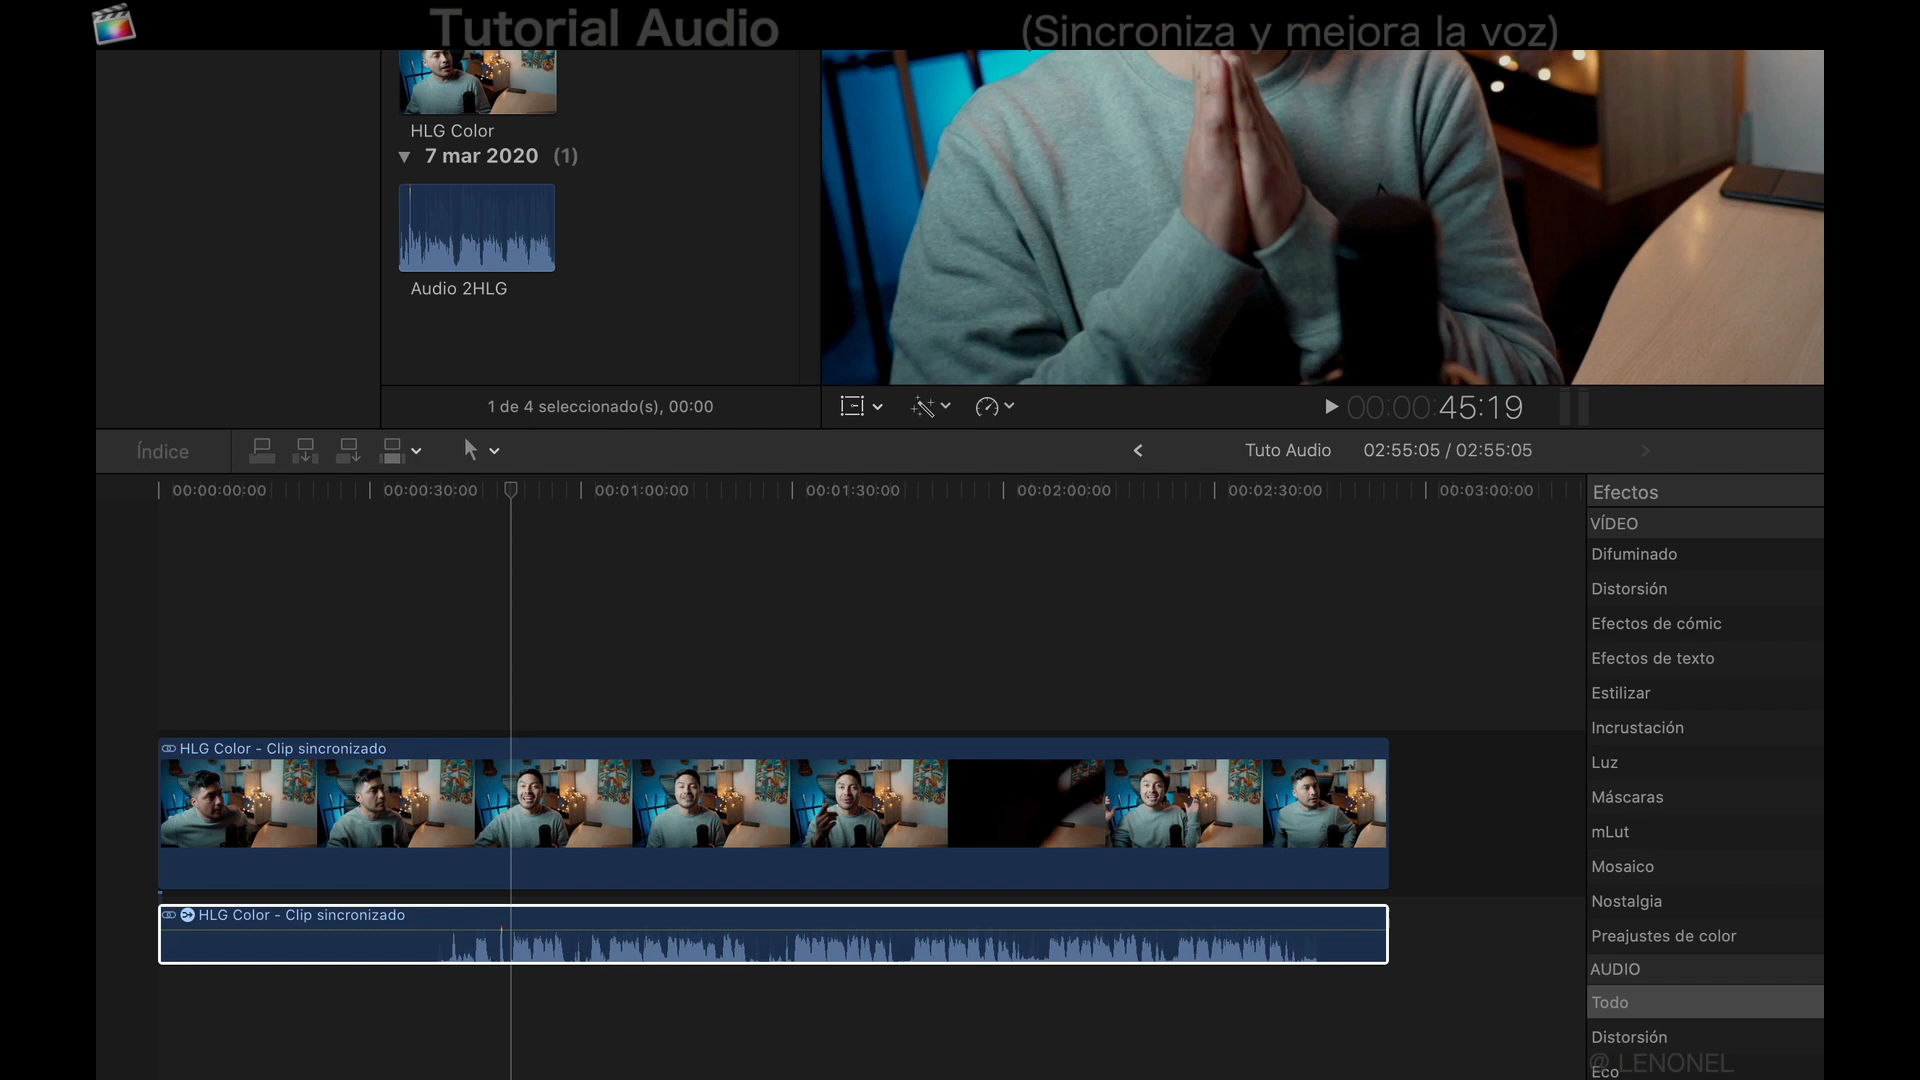 Tutorial Audio (Sincroniza y mejora la voz)
HLG Color
7 mar 2020 (1)
Audio 2HLG
1 de 4 seleccionado(s), 00:00
00:00:45:19
Índice
Tuto Audio 02:55:05 / 02:55:05
00:00:00:00 00:00:30:00 00:01:00:00 00:01:30:00 00:02:00:00 00:02:30:00 00:03:00:00
Efectos
VÍDEO
Difuminado
Distorsión
Efectos de cómic
Efectos de texto
Estilizar
Incrustación
Luz
Máscaras
mLut
Mosaico
Nostalgia
Preajustes de color
AUDIO
Todo
Distorsión
Eco
HLG Color - Clip sincronizado
HLG Color - Clip sincronizado
@ LENONEL